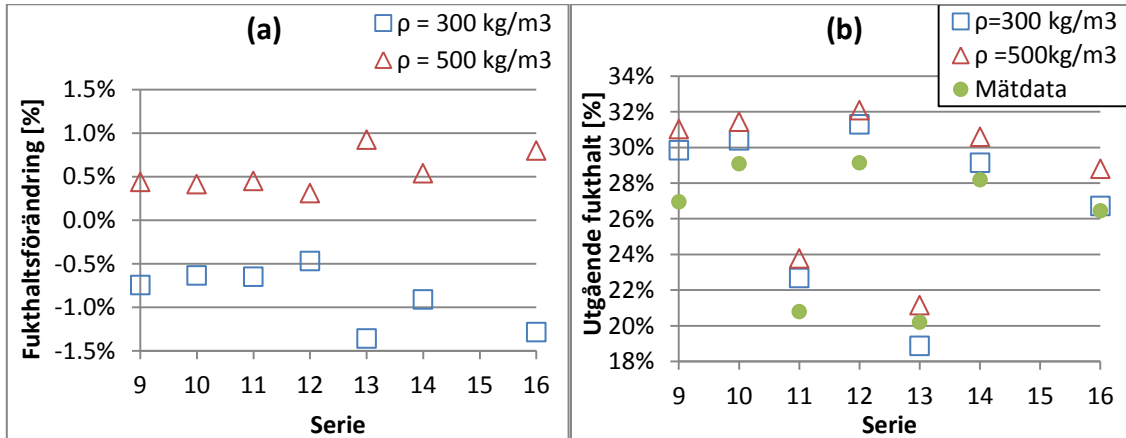 (a)
ρ = 300 kg/m3
ρ = 500 kg/m3
Fukthaltsförändring [%]
1.5%
1.0%
0.5%
0.0%
-0.5%
-1.0%
-1.5%
9 10 11 12 13 14 15 16
Serie
(b)
ρ=300 kg/m3
ρ =500kg/m3
Mätdata
Utgående fukthalt [%]
34%
32%
30%
28%
26%
24%
22%
20%
18%
9 10 11 12 13 14 15 16
Serie